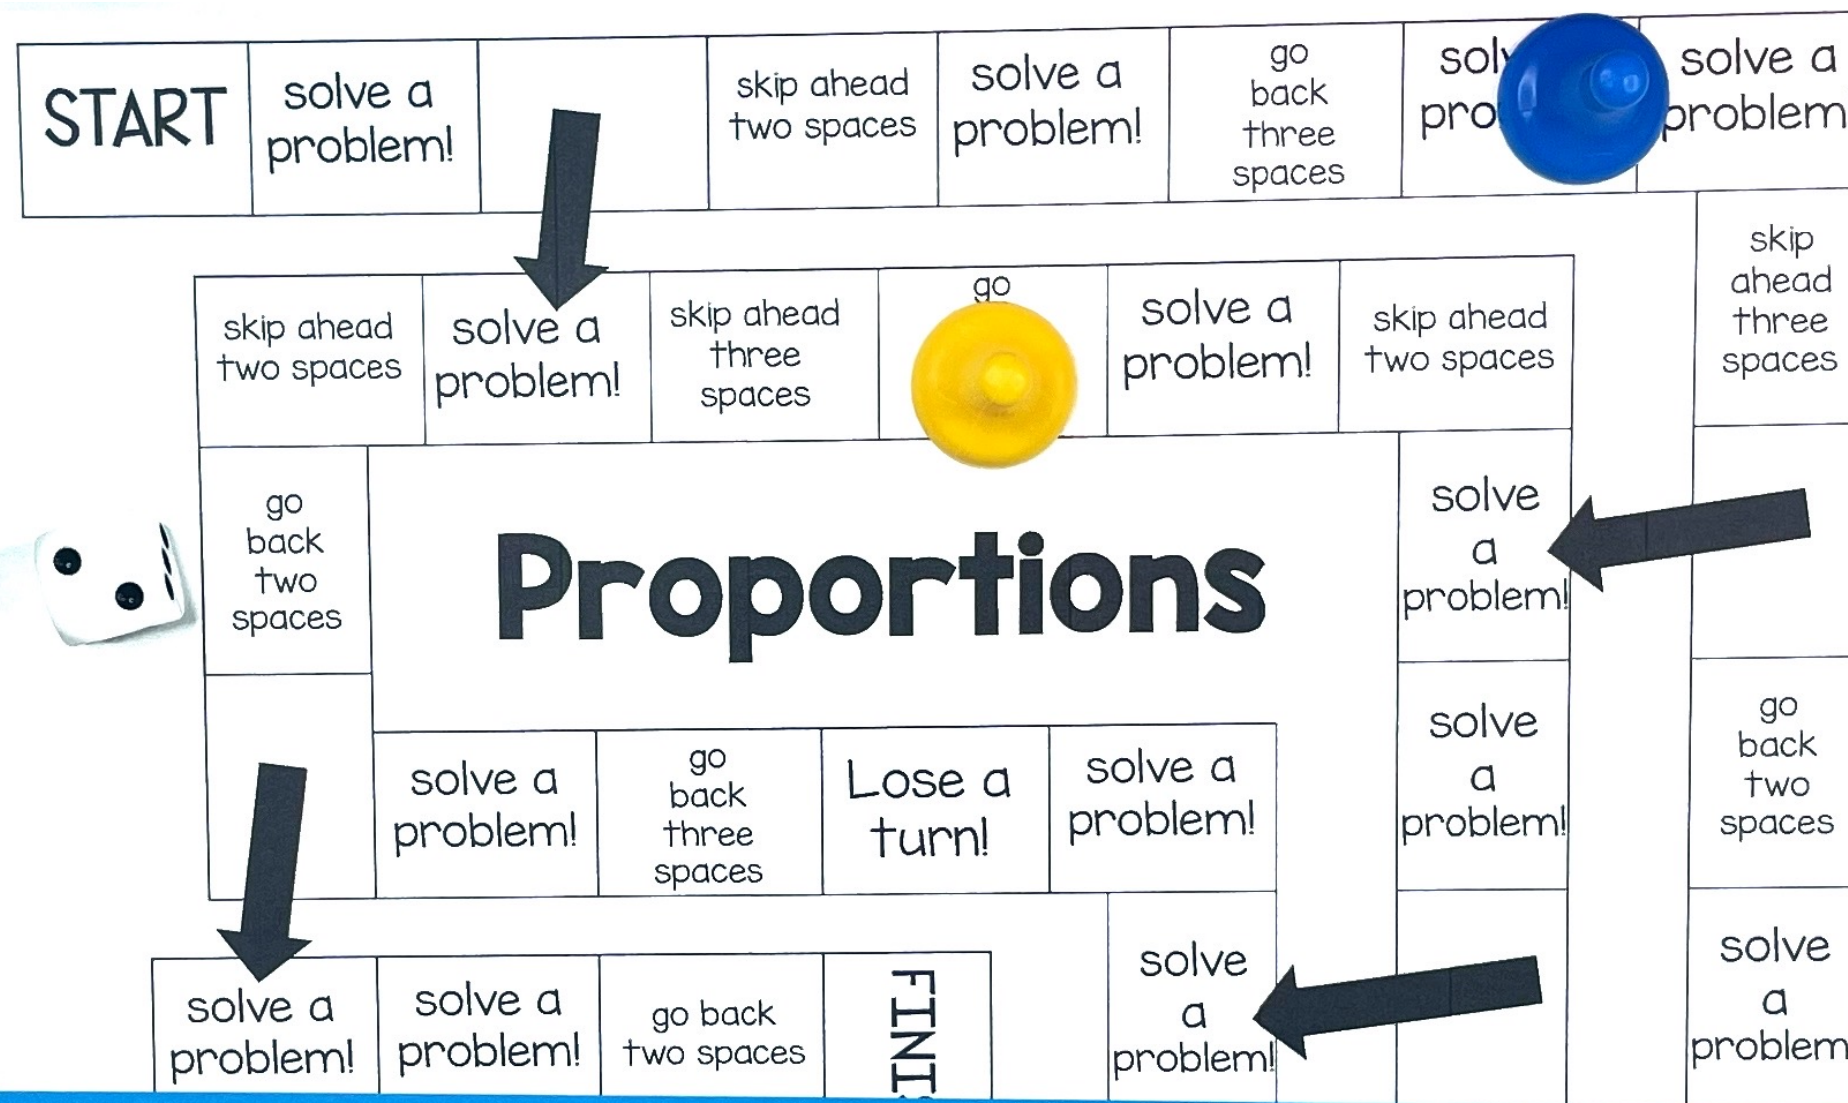 START
solve a
problem!
skip ahead
two spaces
solve a
problem!
go
back
three
spaces
solve a
problem
skip
ahead
three
spaces
skip ahead
two spaces
solve a
problem!
skip ahead
three
spaces
go
solve a
problem!
skip ahead
two spaces
go
back
two
spaces
Proportions
solve
a
problem!
solve
a
problem!
go
back
two
spaces
solve a
problem!
go
back
three
spaces
Lose a
turn!
solve a
problem!
solve
a
problem!
solve
a
problem
solve a
problem!
solve a
problem!
go back
two spaces